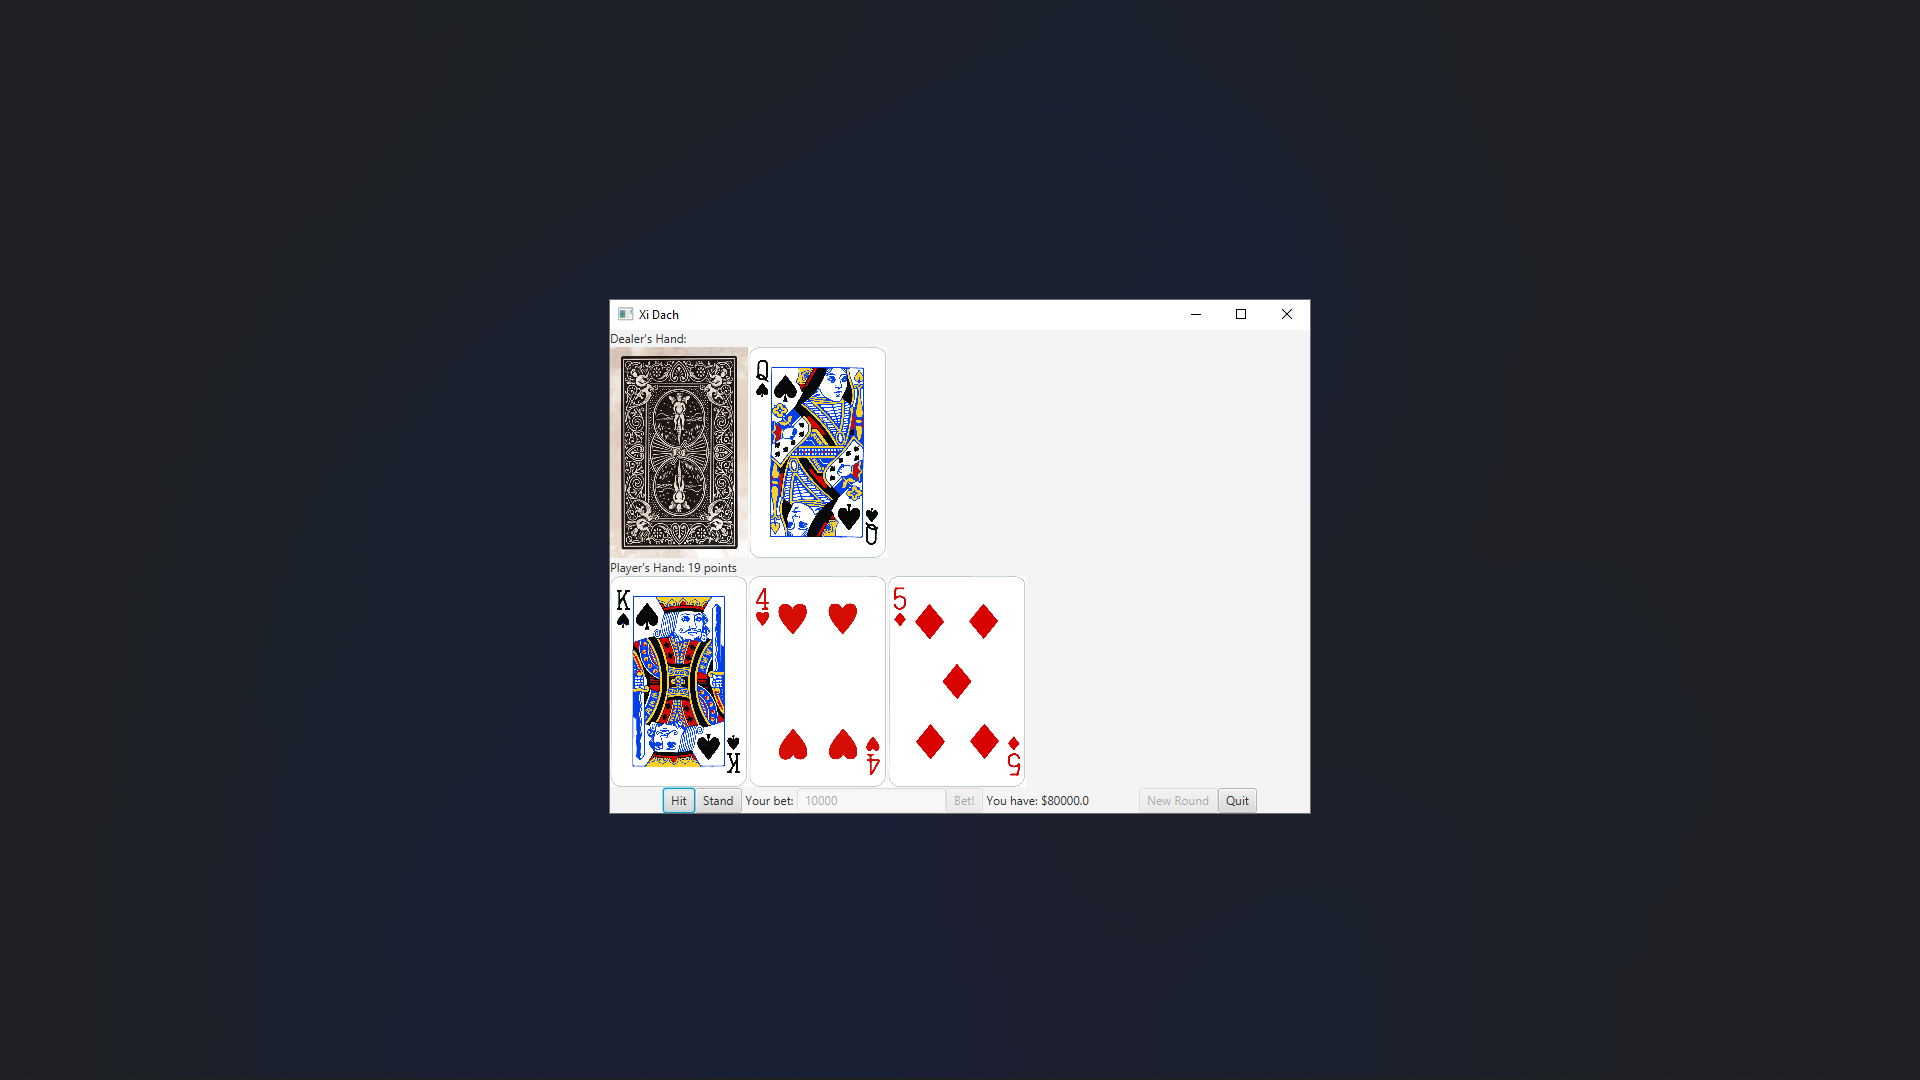 Xi Dach
Dealer's Hand:
Q
Q
Player's Hand: 19 points
K
K
4
4
5
5
Hit Stand Your bet: 10000 Bet! You have: $80000.0 New Round Quit